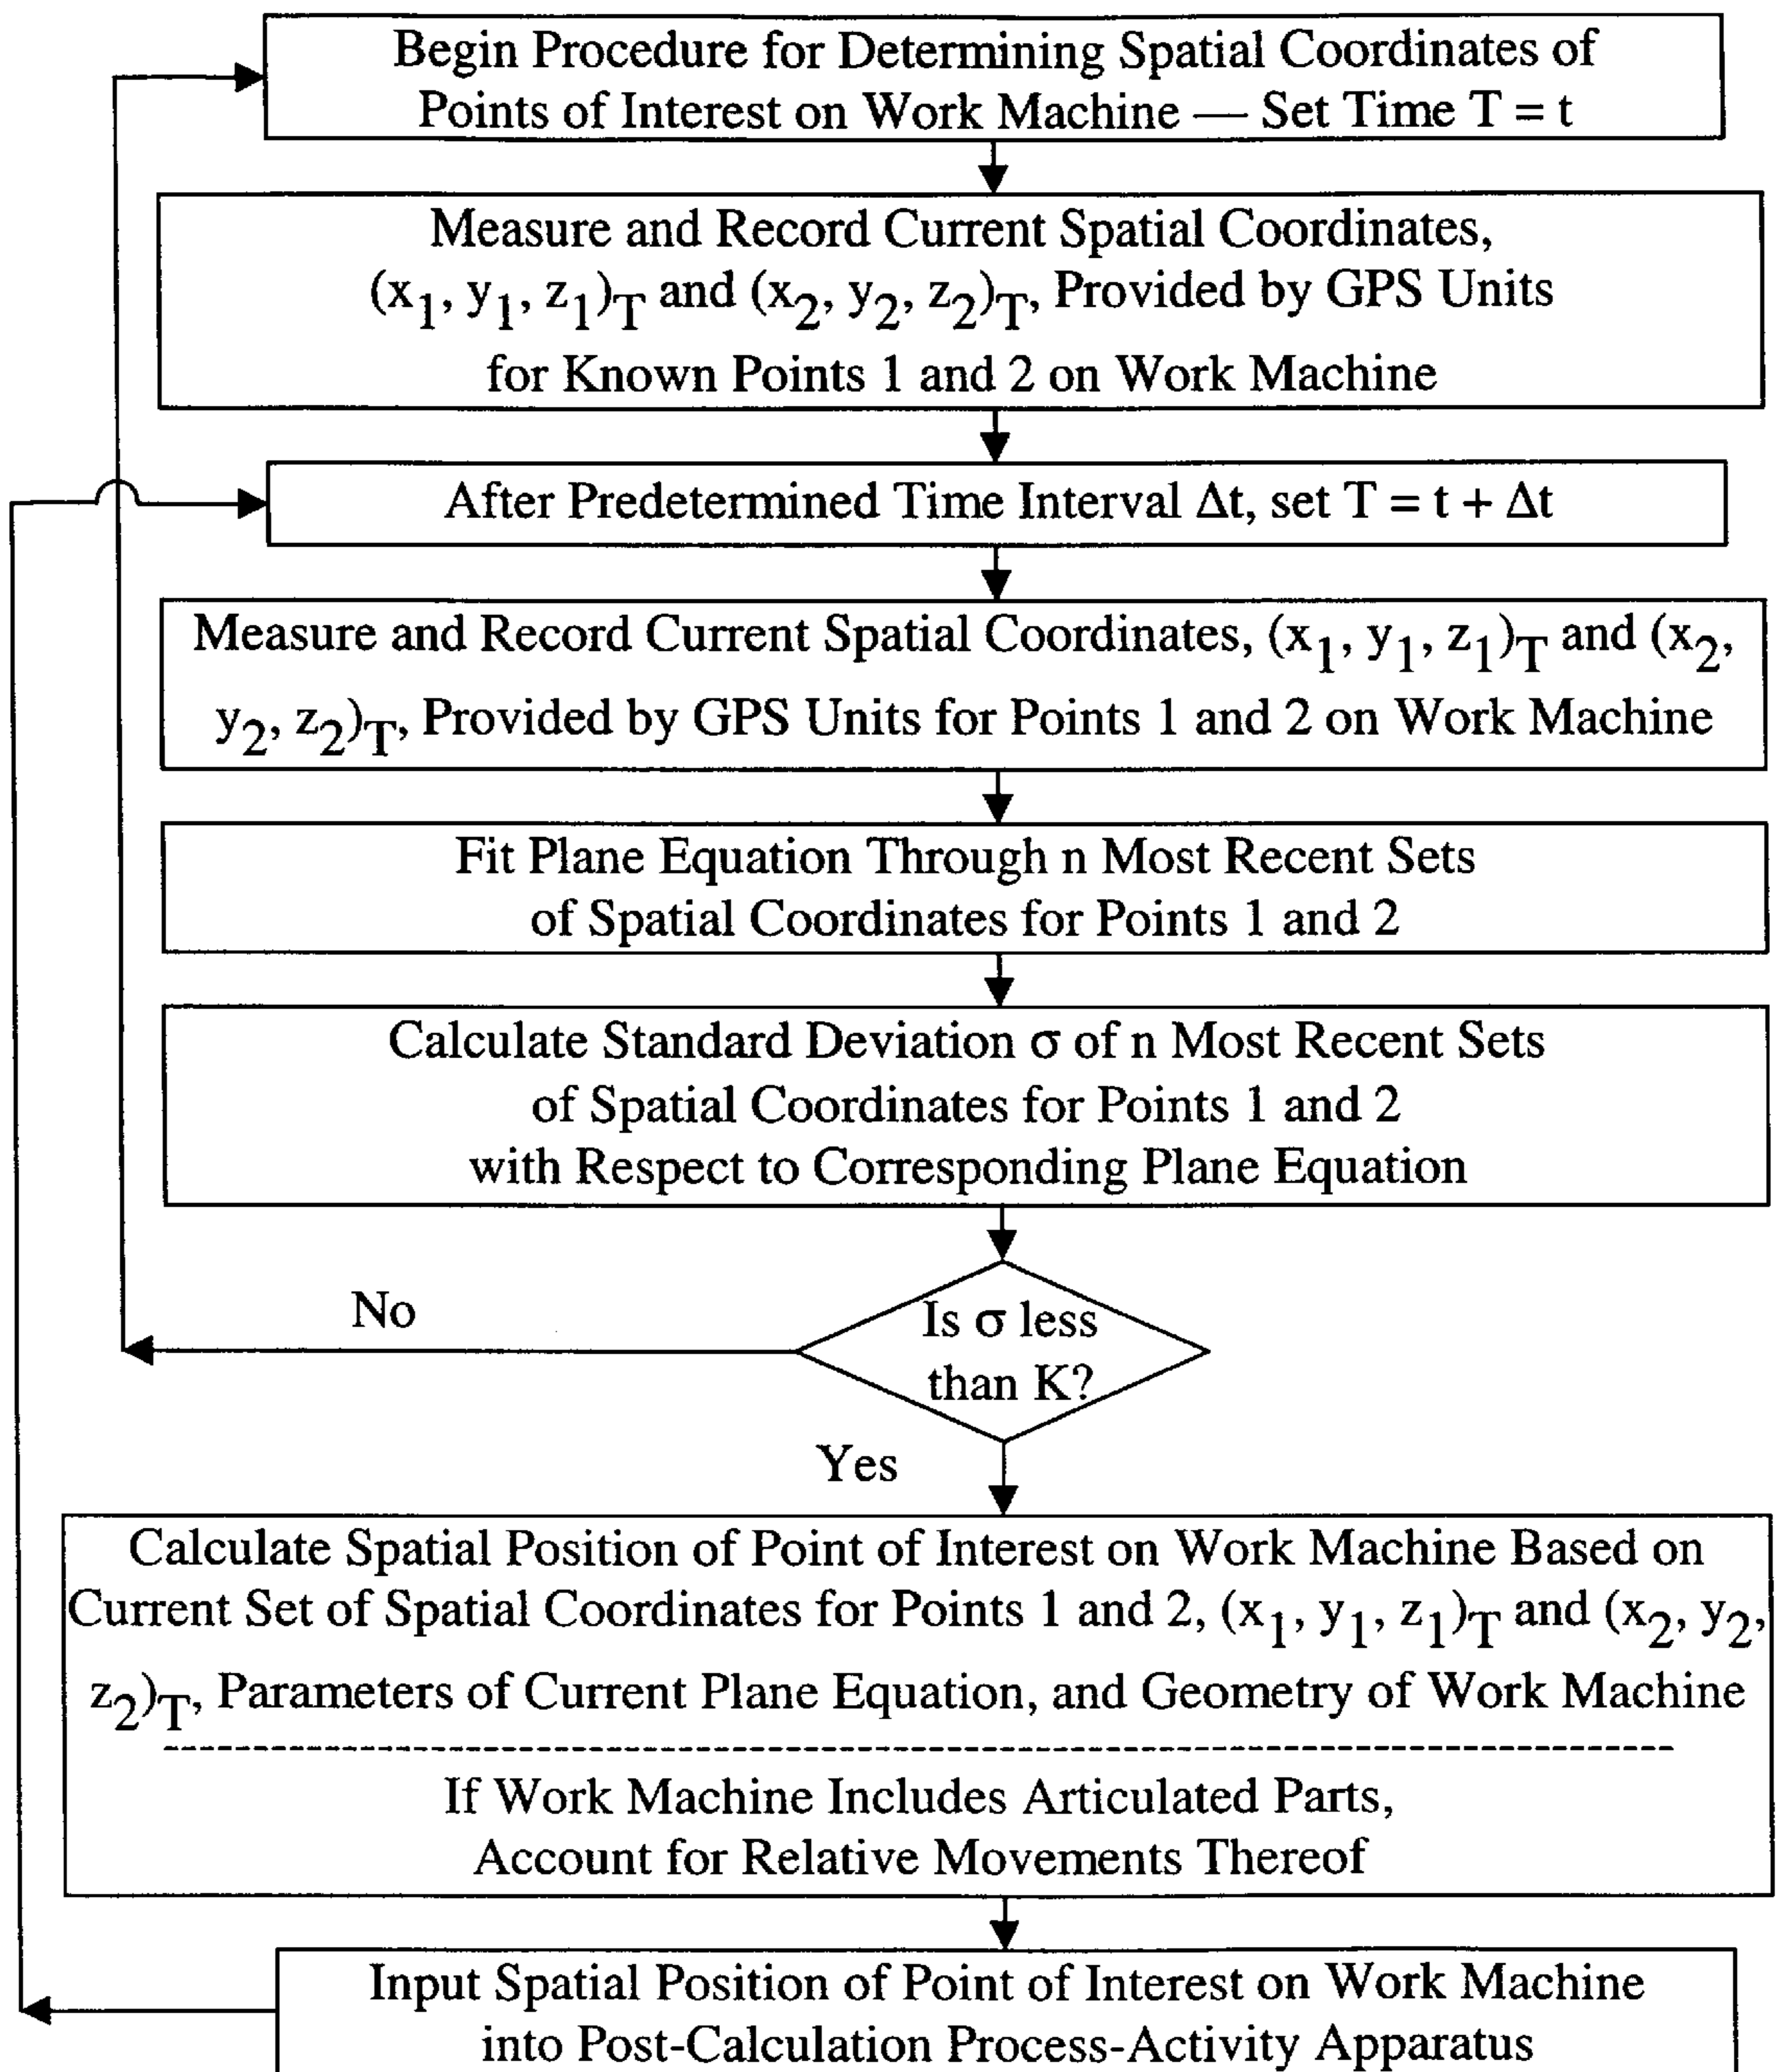 Begin Procedure for Determining Spatial Coordinates of
Points of Interest on Work Machine — Set Time T = t
Measure and Record Current Spatial Coordinates,
(x₁, y₁, z₁)T and (x₂, y₂, z₂)T, Provided by GPS Units
for Known Points 1 and 2 on Work Machine
After Predetermined Time Interval Δt, set T = t + Δt
Measure and Record Current Spatial Coordinates, (x₁, y₁, z₁)T and (x₂,
y₂, z₂)T, Provided by GPS Units for Points 1 and 2 on Work Machine
Fit Plane Equation Through n Most Recent Sets
of Spatial Coordinates for Points 1 and 2
Calculate Standard Deviation σ of n Most Recent Sets
of Spatial Coordinates for Points 1 and 2
with Respect to Corresponding Plane Equation
No
Is σ less
than K?
Yes
Calculate Spatial Position of Point of Interest on Work Machine Based on
Current Set of Spatial Coordinates for Points 1 and 2, (x₁, y₁, z₁)T and (x₂, y₂,
z₂)T, Parameters of Current Plane Equation, and Geometry of Work Machine
If Work Machine Includes Articulated Parts,
Account for Relative Movements Thereof
Input Spatial Position of Point of Interest on Work Machine
into Post-Calculation Process-Activity Apparatus